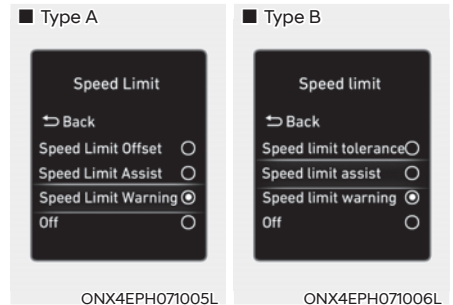 ■ Type A
Speed Limit
Back
Speed Limit Offset
Speed Limit Assist
Speed Limit Warning
Off
ONX4EPH071005L
■ Type B
Speed limit
Back
Speed limit tolerance
Speed limit assist
Speed limit warning
Off
ONX4EPH071006L